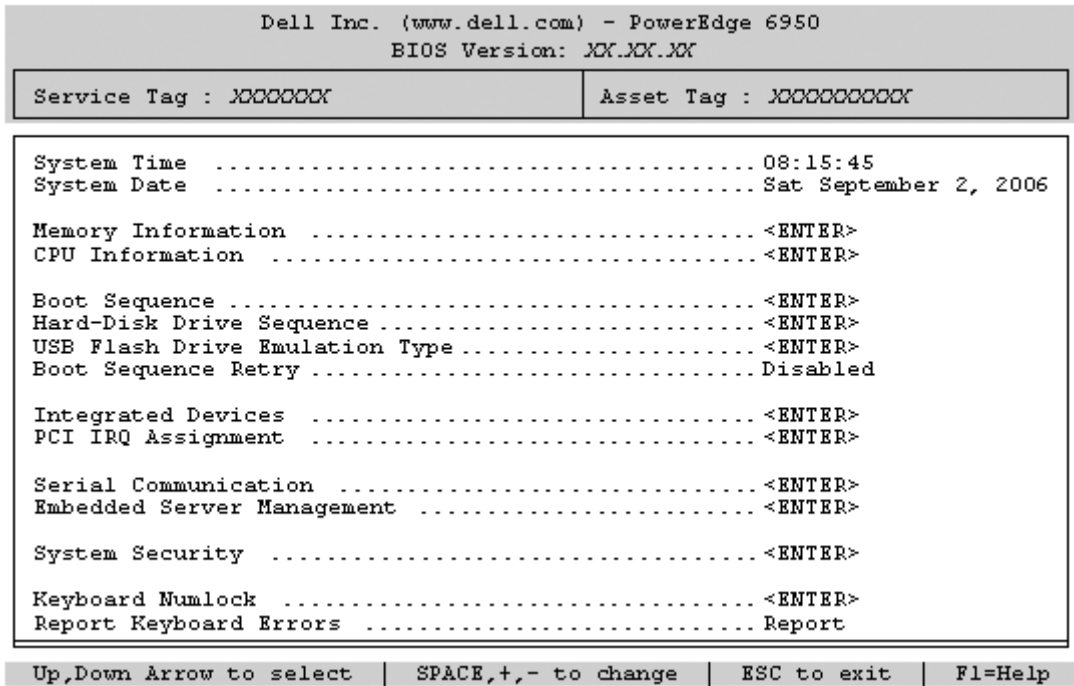 Dell Inc. (www.dell.com) - PowerEdge 6950
BIOS Version: XX.XX.XX
Service Tag : XXXXXXX Asset Tag : XXXXXXXXXX
System Time ........................................ 08:15:45
System Date ........................................ Sat September 2, 2006
Memory Information ................................. <ENTER>
CPU Information .................................... <ENTER>
Boot Sequence ....................................... <ENTER>
Hard-Disk Drive Sequence ............................ <ENTER>
USB Flash Drive Emulation Type ...................... <ENTER>
Boot Sequence Retry ................................. Disabled
Integrated Devices ................................. <ENTER>
PCI IRQ Assignment ................................. <ENTER>
Serial Communication ............................... <ENTER>
Embedded Server Management ......................... <ENTER>
System Security .................................... <ENTER>
Keyboard Numlock ................................... <ENTER>
Report Keyboard Errors ............................. Report
Up,Down Arrow to select | SPACE,+,- to change | ESC to exit | F1=Help